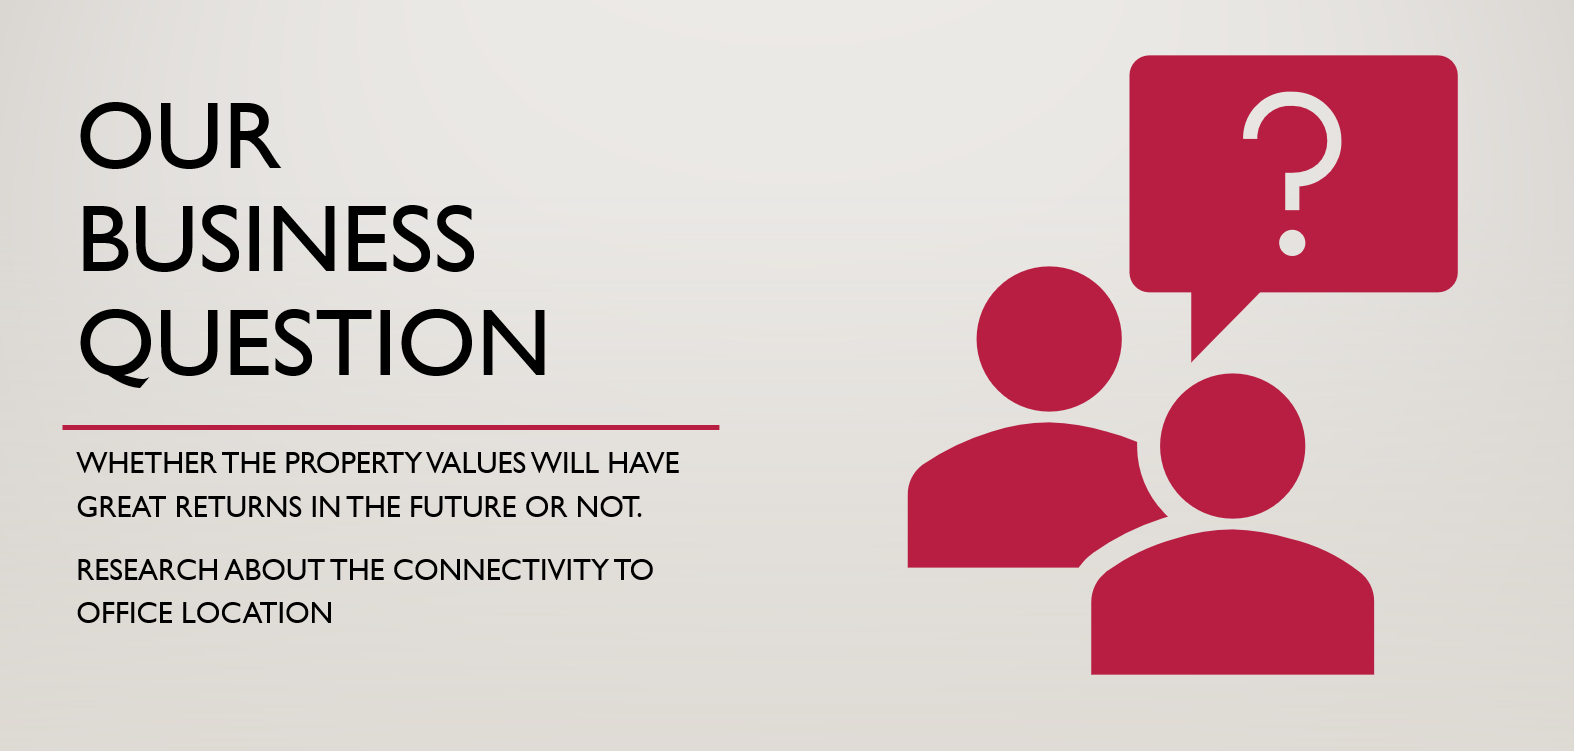 OUR
BUSINESS
QUESTION
WHETHER THE PROPERTY VALUES WILL HAVE
GREAT RETURNS IN THE FUTURE OR NOT.
RESEARCH ABOUT THE CONNECTIVITY TO
OFFICE LOCATION
?